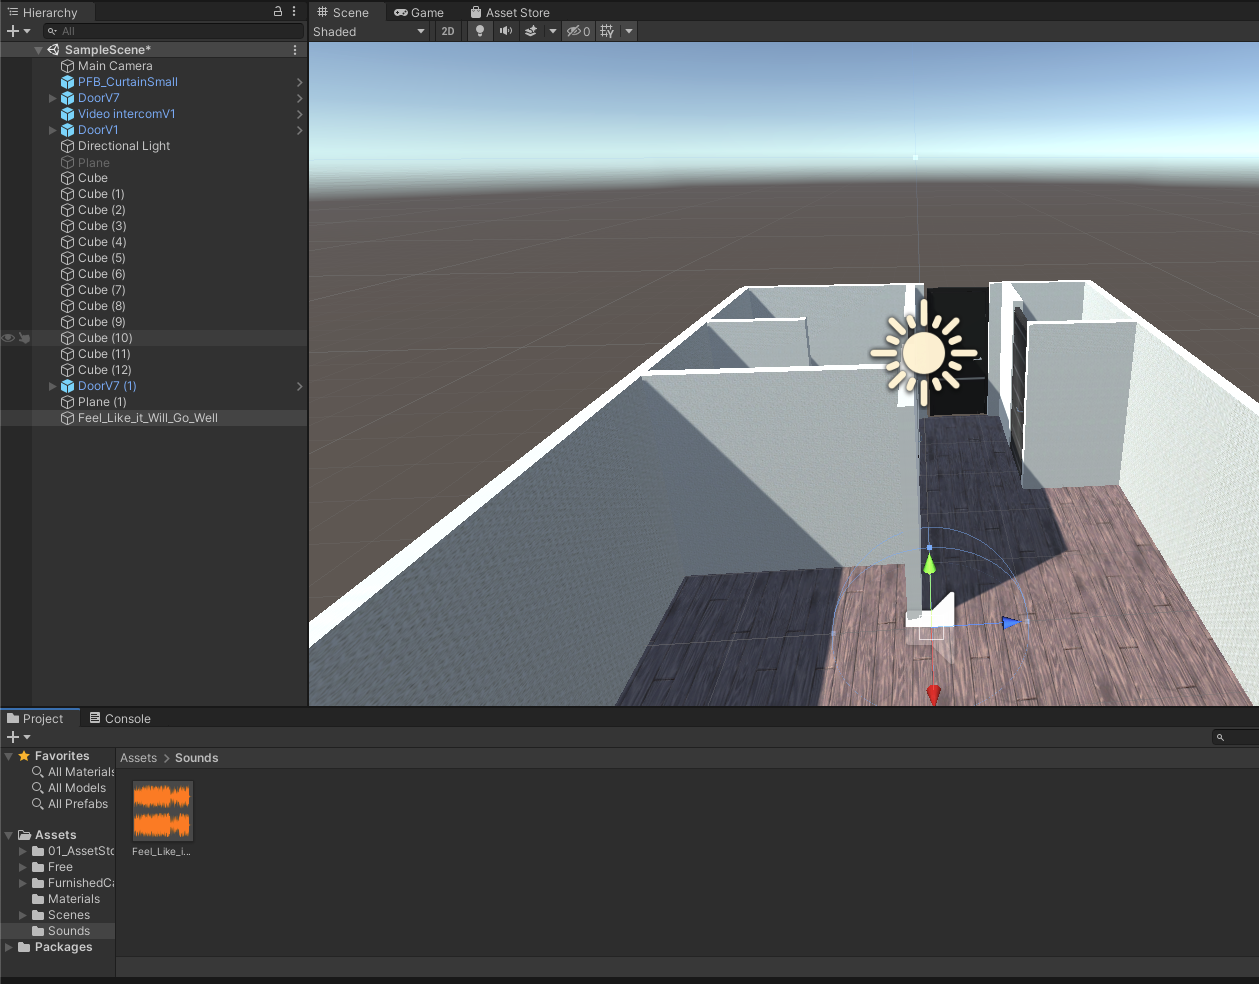 Hierarchy
All
SampleScene*
Main Camera
PFB_CurtainSmall
DoorV7
Video intercomV1
DoorV1
Directional Light
Plane
Cube
Cube (1)
Cube (2)
Cube (3)
Cube (4)
Cube (5)
Cube (6)
Cube (7)
Cube (8)
Cube (9)
Cube (10)
Cube (11)
Cube (12)
DoorV7 (1)
Plane (1)
Feel_Like_it_Will_Go_Well
Scene Game Asset Store
Shaded 2D 0
Project Console
Favorites
All Materials
All Models
All Prefabs
Assets
01_AssetSto
Free
FurnishedCa
Materials
Scenes
Sounds
Packages
Assets > Sounds
Feel_Like_i...